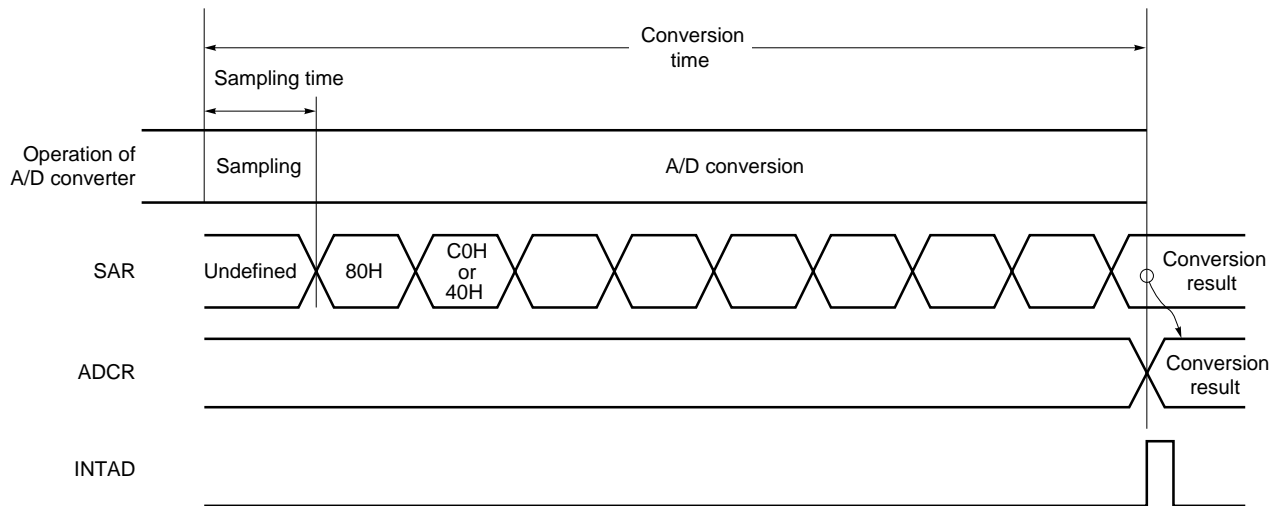 Conversion
time
Sampling time
Operation of
A/D converter
Sampling
A/D conversion
SAR
Undefined
80H
C0H
or
40H
Conversion
result
ADCR
Conversion
result
INTAD